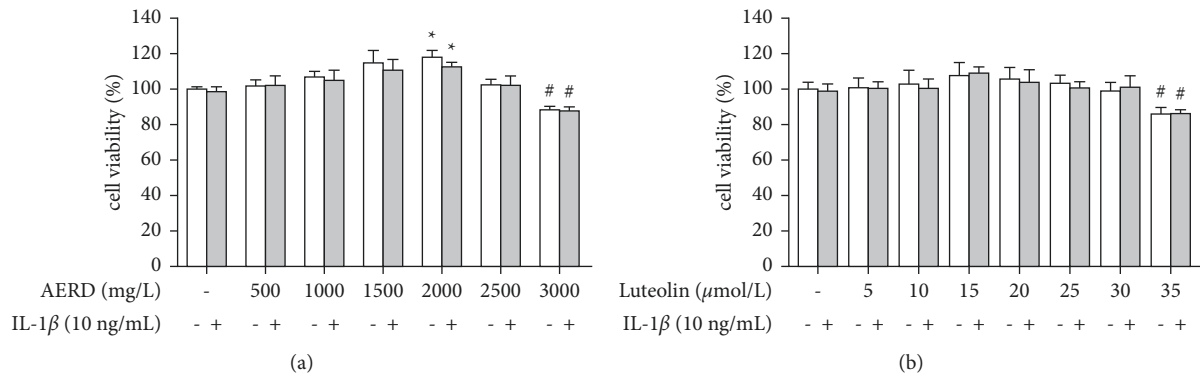 140
120
100
80
60
40
20
0
cell viability (%)
* *
# #
AERD (mg/L) - 500 1000 1500 2000 2500 3000
IL-1β (10 ng/mL) - + - + - + - + - + - + - +
(a)
140
120
100
80
60
40
20
0
cell viability (%)
# #
Luteolin (μmol/L) - 5 10 15 20 25 30 35
IL-1β (10 ng/mL) - + - + - + - + - + - + - + - +
(b)